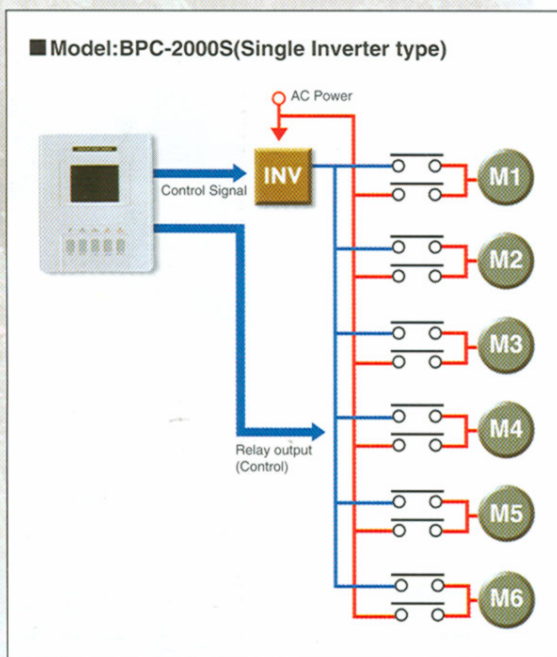 ■Model:BPC-2000S(Single Inverter type)
AC Power
Control Signal
INV
M1
M2
M3
M4
Relay output
(Control)
M5
M6